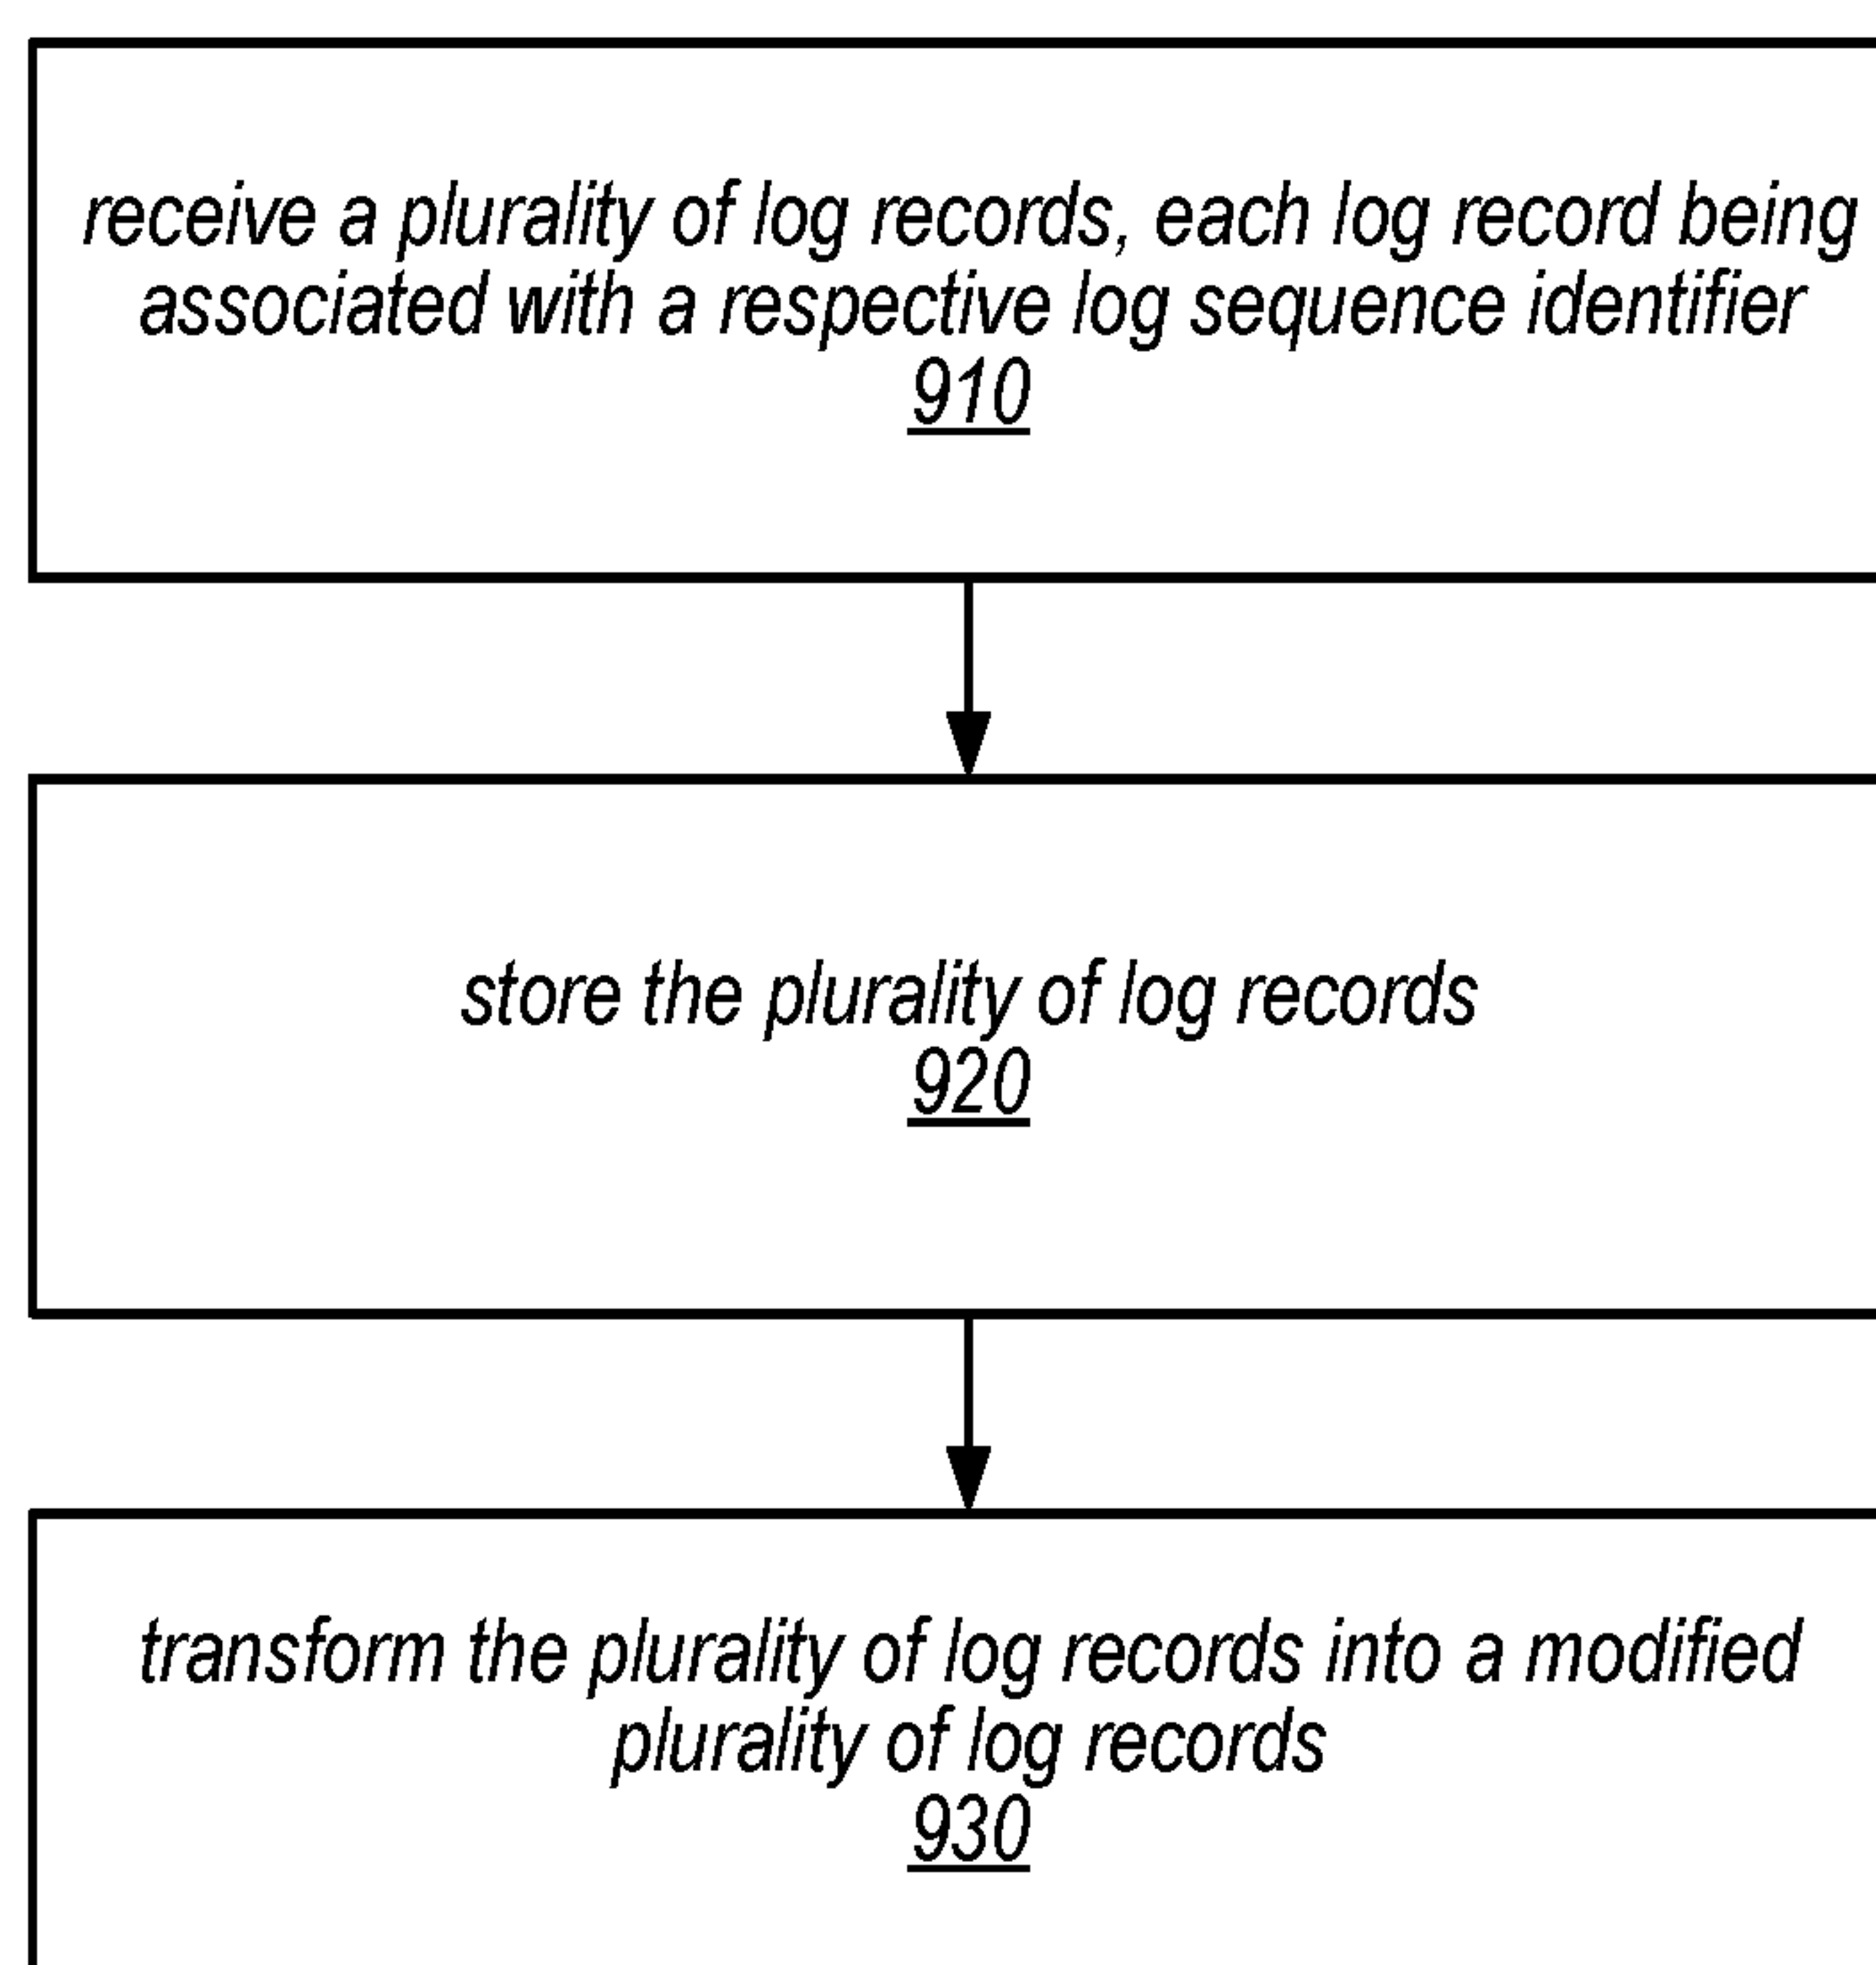 receive a plurality of log records, each log record being
associated with a respective log sequence identifier
910
store the plurality of log records
920
transform the plurality of log records into a modified
plurality of log records
930